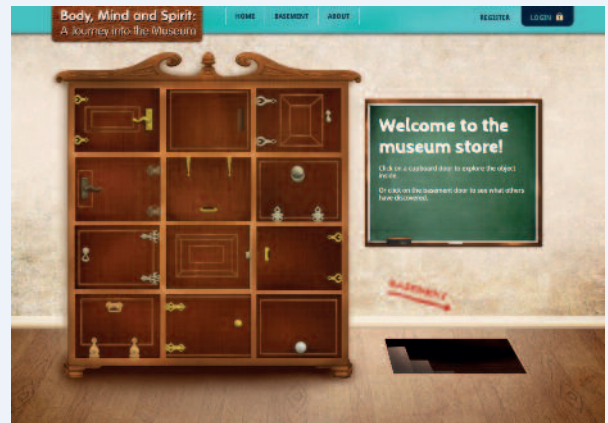 Body, Mind and Spirit:
A Journey into the Museum
HOME BASEMENT ABOUT
REGISTER LOGIN
Welcome to the
museum store!
Click on a cupboard door to explore the object
inside.
Or click on the basement door to see what others
have discovered.
BASEMENT